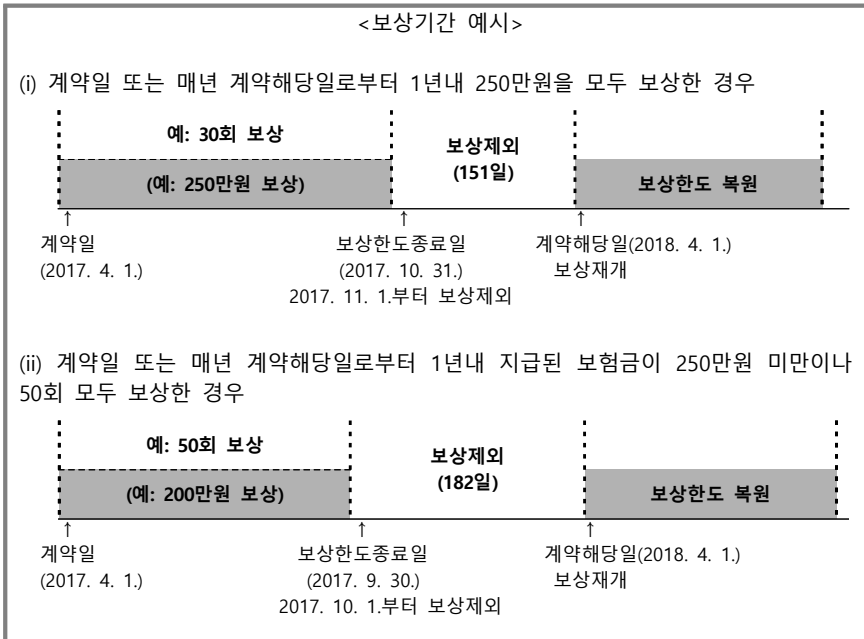 <보상기간 예시>
(i) 계약일 또는 매년 계약해당일로부터 1년내 250만원을 모두 보상한 경우
예: 30회 보상
보상제외
(151일)
(예: 250만원 보상)
보상한도 복원
↑ ↑ ↑
계약일 보상한도종료일 계약해당일(2018. 4. 1.)
(2017. 4. 1.) (2017. 10. 31.) 보상재개
2017. 11. 1.부터 보상제외
(ii) 계약일 또는 매년 계약해당일로부터 1년내 지급된 보험금이 250만원 미만이나
50회 모두 보상한 경우
예: 50회 보상
보상제외
(182일)
(예: 200만원 보상)
보상한도 복원
↑ ↑ ↑
계약일 보상한도종료일 계약해당일(2018. 4. 1.)
(2017. 4. 1.) (2017. 9. 30.) 보상재개
2017. 10. 1.부터 보상제외